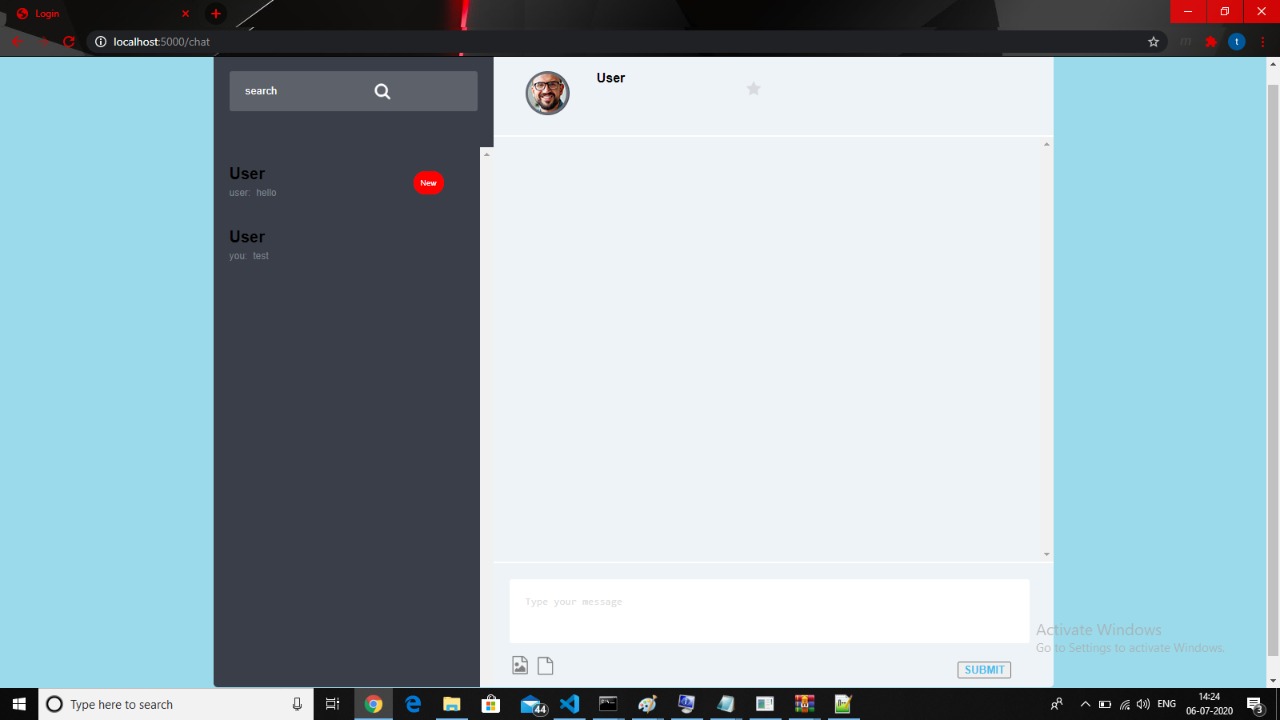 Login
localhost:5000/chat
m
t
search
User
User
user: hello
New
User
you: test
Type your message
SUBMIT
Activate Windows
Go to Settings to activate Windows.
Type here to search
44
ENG
14:24
06-07-2020
3